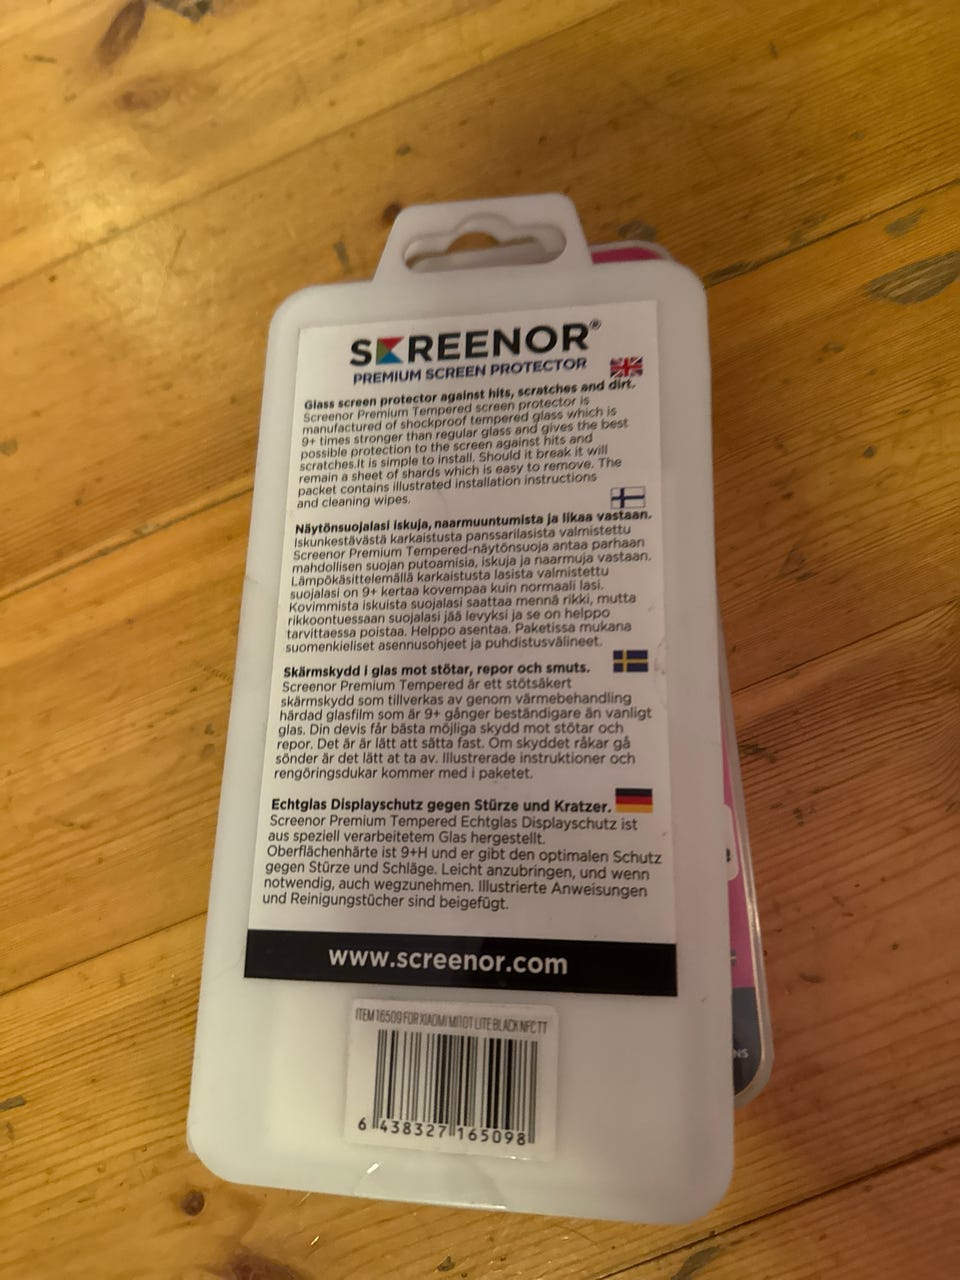 SCREENOR®
PREMIUM SCREEN PROTECTOR
Glass screen protector against hits, scratches and dirt.
Screenor Premium Tempered screen protector is
manufactured of shockproof tempered glass which is
9+ times stronger than regular glass and gives the best
possible protection to the screen against hits and
scratches.It is simple to install. Should it break it will
remain a sheet of shards which is easy to remove. The
packet contains illustrated installation instructions
and cleaning wipes.
Näytönsuojalasi iskuja, naarmuuntumista ja likaa vastaan.
Iskunkestävästä karkaistusta panssarilasista valmistettu
Screenor Premium Tempered-näytönsuoja antaa parhaan
mahdollisen suojan putoamisia, iskuja ja naarmuja vastaan.
Lämpökäsittelemällä karkaistusta lasista valmistettu
suojalasi on 9+ kertaa kovempaa kuin normaali lasi.
Kovimmista iskuista suojalasi saattaa mennä rikki, mutta
rikkoontuessaan suojalasi jää levyksi ja se on helppo
tarvittaessa poistaa. Helppo asentaa. Paketissa mukana
suomenkieliset asennusohjeet ja puhdistusvälineet.
Skärmskydd i glas mot stötar, repor och smuts.
Screenor Premium Tempered är ett stötsäkert
skärmskydd som tillverkas av genom värmebehandling
härdad glasfilm som är 9+ gånger beständigare än vanligt
glas. Din devis får bästa möjliga skydd mot stötar och
repor. Det är är lätt att sätta fast. Om skyddet råkar gå
sönder är det lätt at ta av. Illustrerade instruktioner och
rengöringsdukar kommer med i paketet.
Echtglas Displayschutz gegen Stürze und Kratzer.
Screenor Premium Tempered Echtglas Displayschutz ist
aus speziell verarbeitetem Glas hergestellt.
Oberflächenhärte ist 9+H und er gibt den optimalen Schutz
gegen Stürze und Schläge. Leicht anzubringen, und wenn
notwendig, auch wegzunehmen. Illustrierte Anweisungen
und Reinigungstücher sind beigefügt.
www.screenor.com
ITEM 16509 FOR XIAOMI MI10T LITE BLACK NFC TT
6 438327 165098